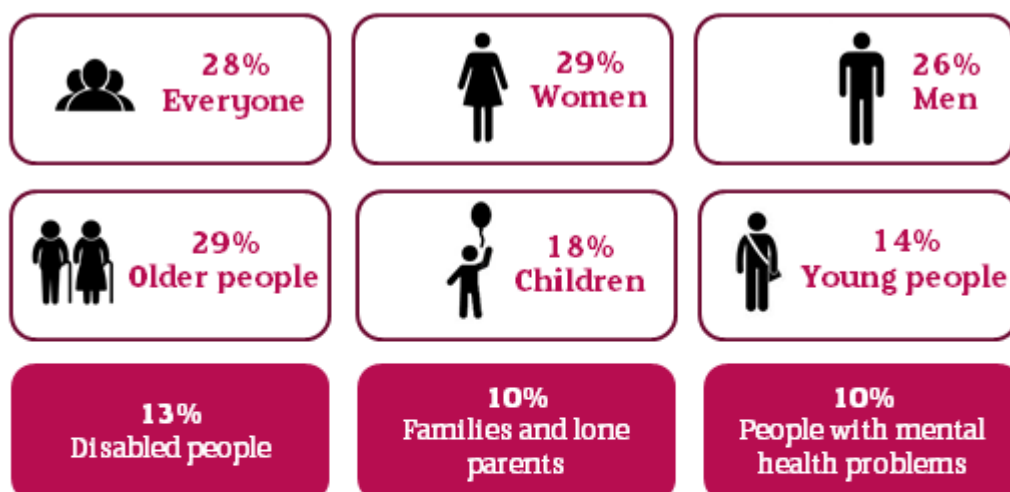 28%
Everyone
29%
Women
26%
Men
29%
Older people
18%
Children
14%
Young people
13%
Disabled people
10%
Families and lone
parents
10%
People with mental
health problems